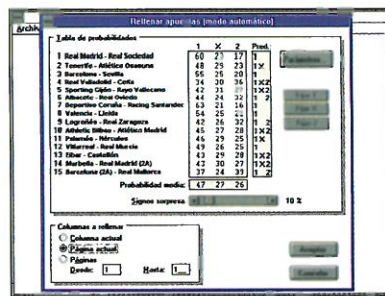 Rellenar apuestas (modo automático)
Archi
Tabla de probabilidades
1 X 2 Pred.
1 Real Madrid - Real Sociedad 60 23 17 1
2 Tenerife - Atlético Osasuna 48 29 23 1X
3 Barcelona - Sevilla 55 25 20 1
4 Real Valladolid - Celta 34 30 36 1X2
5 Sporting Gijón - Rayo Vallecano 42 31 27 1X2
6 Albacete - Real Oviedo 44 24 32 1 2
7 Deportivo Coruña - Racing Santander 63 21 16 1
8 Valencia - Lleida 54 25 1
9 Logroñés - Real Zaragoza 42 26 32 1 2
10 Athletic Bilbao - Atlético Madrid 45 27 28 1X2
11 Palamós - Hércules 46 29 25 1X
12 Villarreal - Real Murcia 49 26 1
13 Eibar - Castellón 43 29 28 1X2
14 Marbella - Real Madrid (2A) 43 30 27 1X2
15 Barcelona (2A) - Real Mallorca 37 24 39 1 2
Probabilidad media: 47 27 26
Signos sorpresa 10 %
Columnas a rellenar
Columna actual
Página actual
Páginas
Desde: 1 Hasta: 1
Aceptar
Cancelar